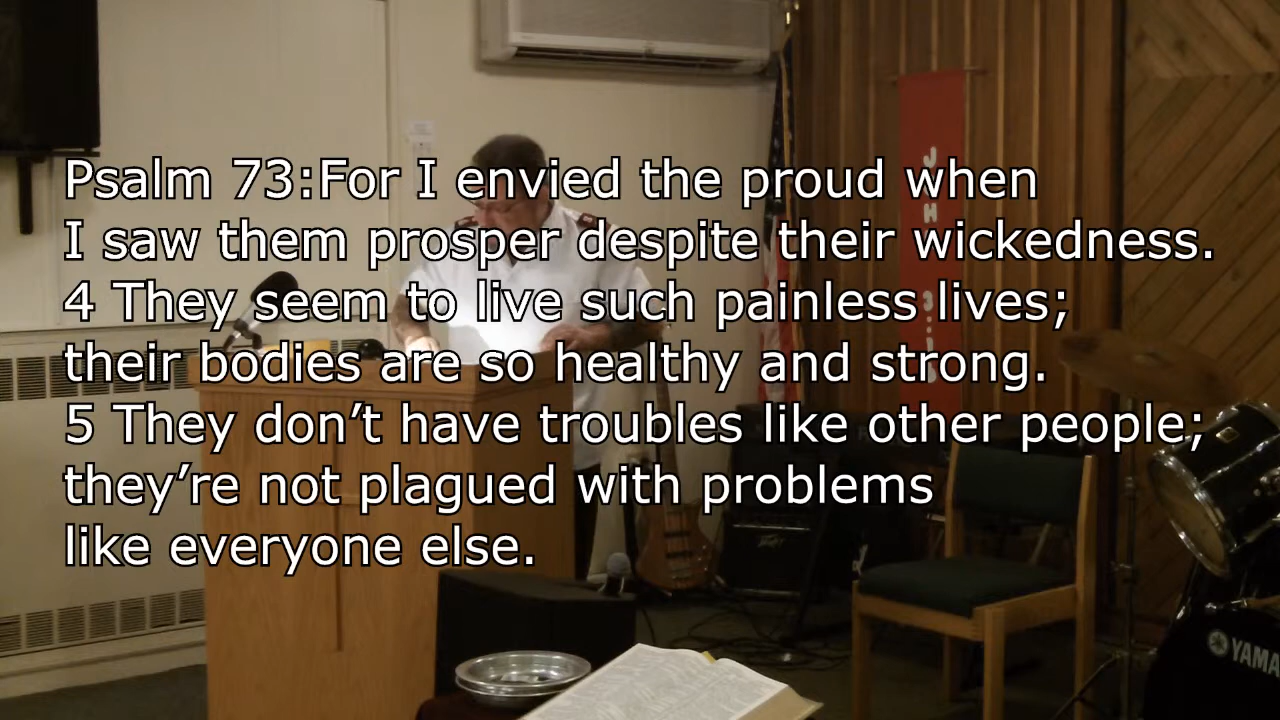 Psalm 73:For I envied the proud when
I saw them prosper despite their wickedness.
4 They seem to live such painless lives;
their bodies are so healthy and strong.
5 They don’t have troubles like other people;
they’re not plagued with problems
like everyone else.
PEAVEY
YAMA